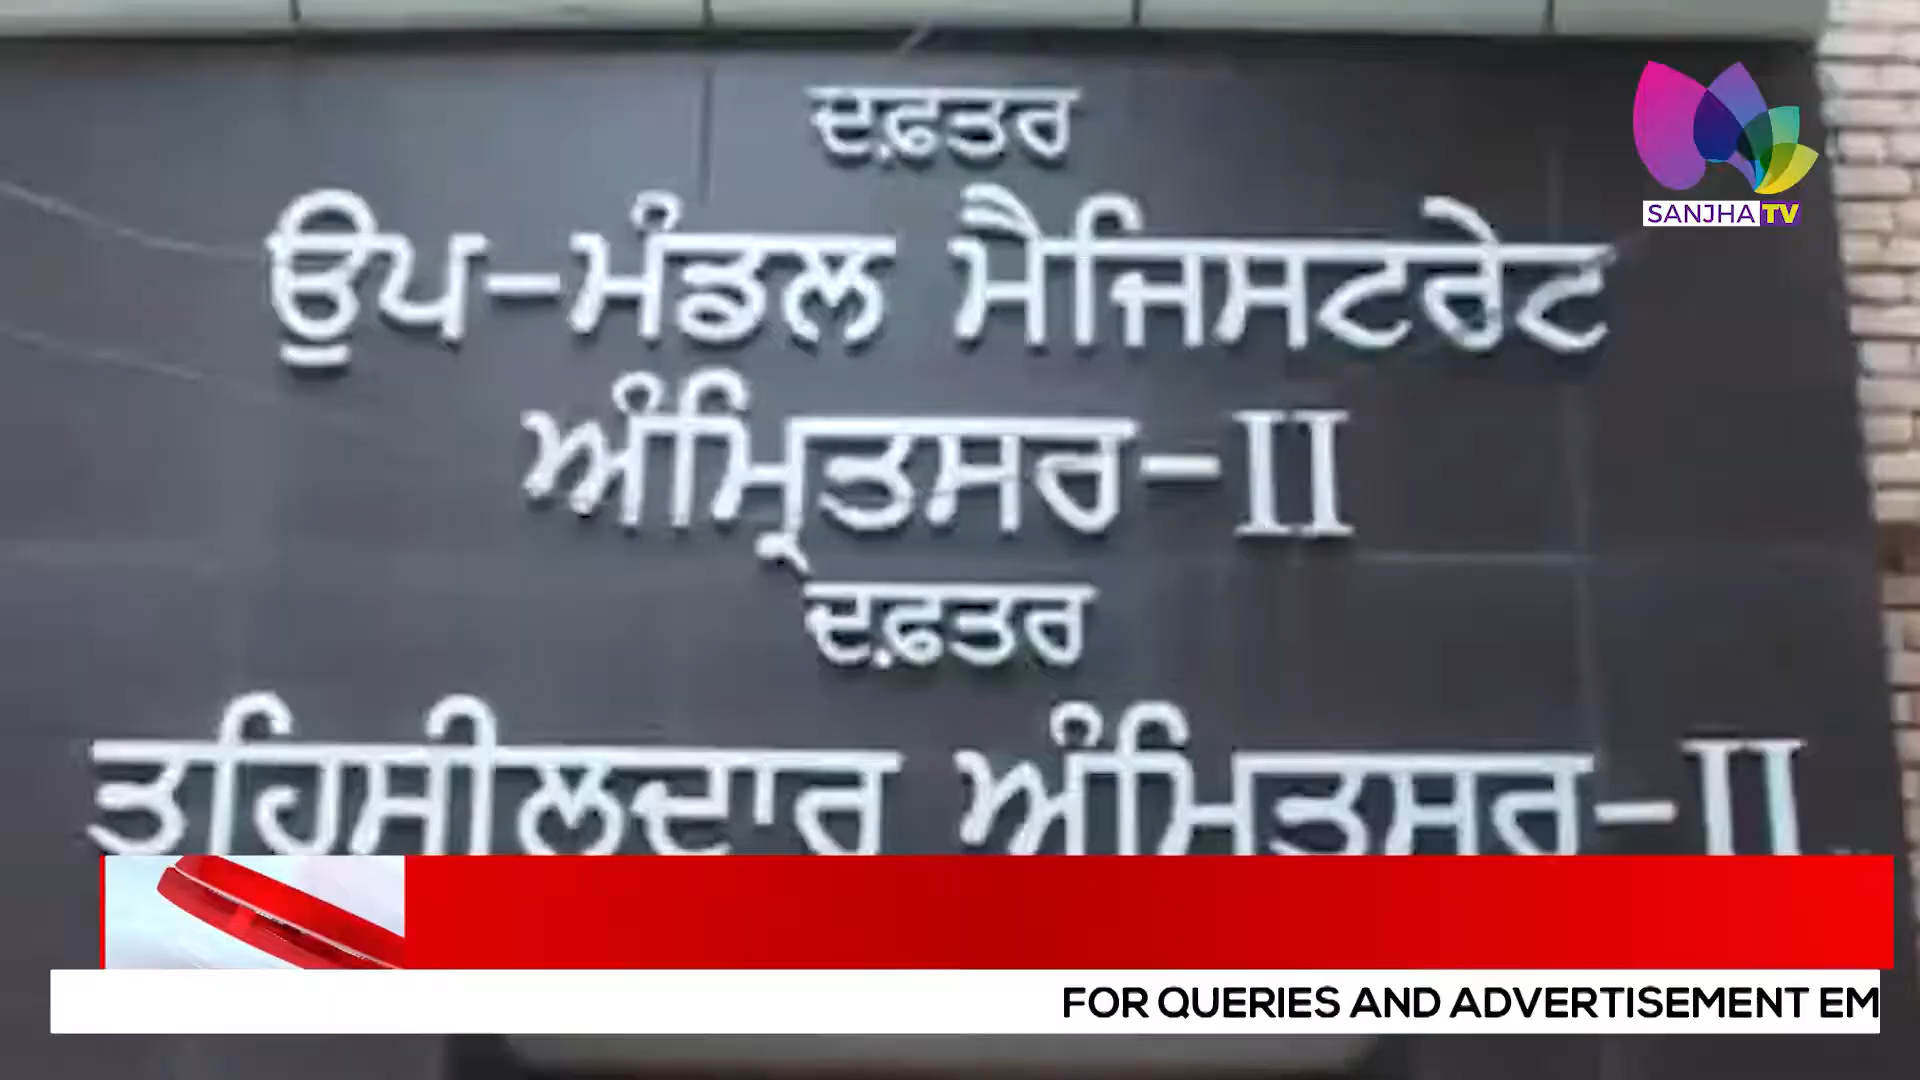 ਦਫ਼ਤਰ
SANJHA TV
ਉਪ-ਮੰਡਲ ਮੈਜਿਸਟਰੇਟ
ਅੰਮ੍ਰਿਤਸਰ-II
ਦਫ਼ਤਰ
ਤਹਿਸੀਲਦਾਰ ਅੰਮ੍ਰਿਤਸਰ-II
FOR QUERIES AND ADVERTISEMENT EM